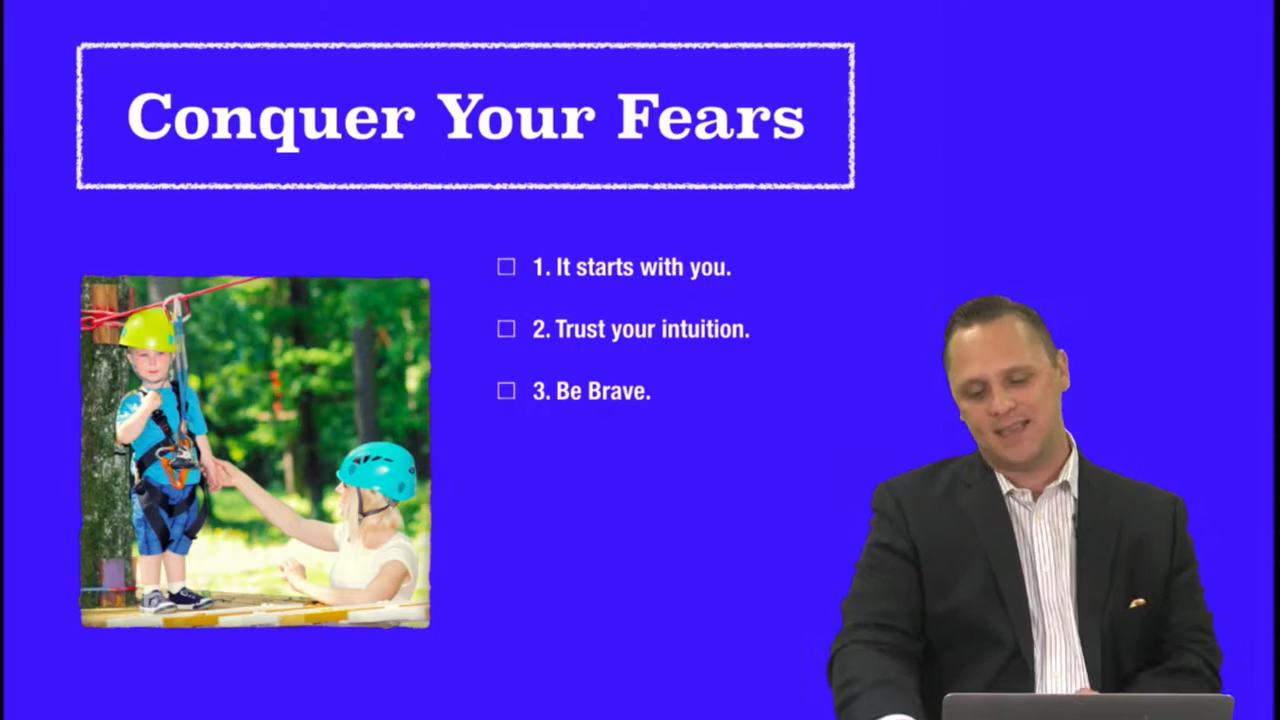 Conquer Your Fears
1. It starts with you.
2. Trust your intuition.
3. Be Brave.